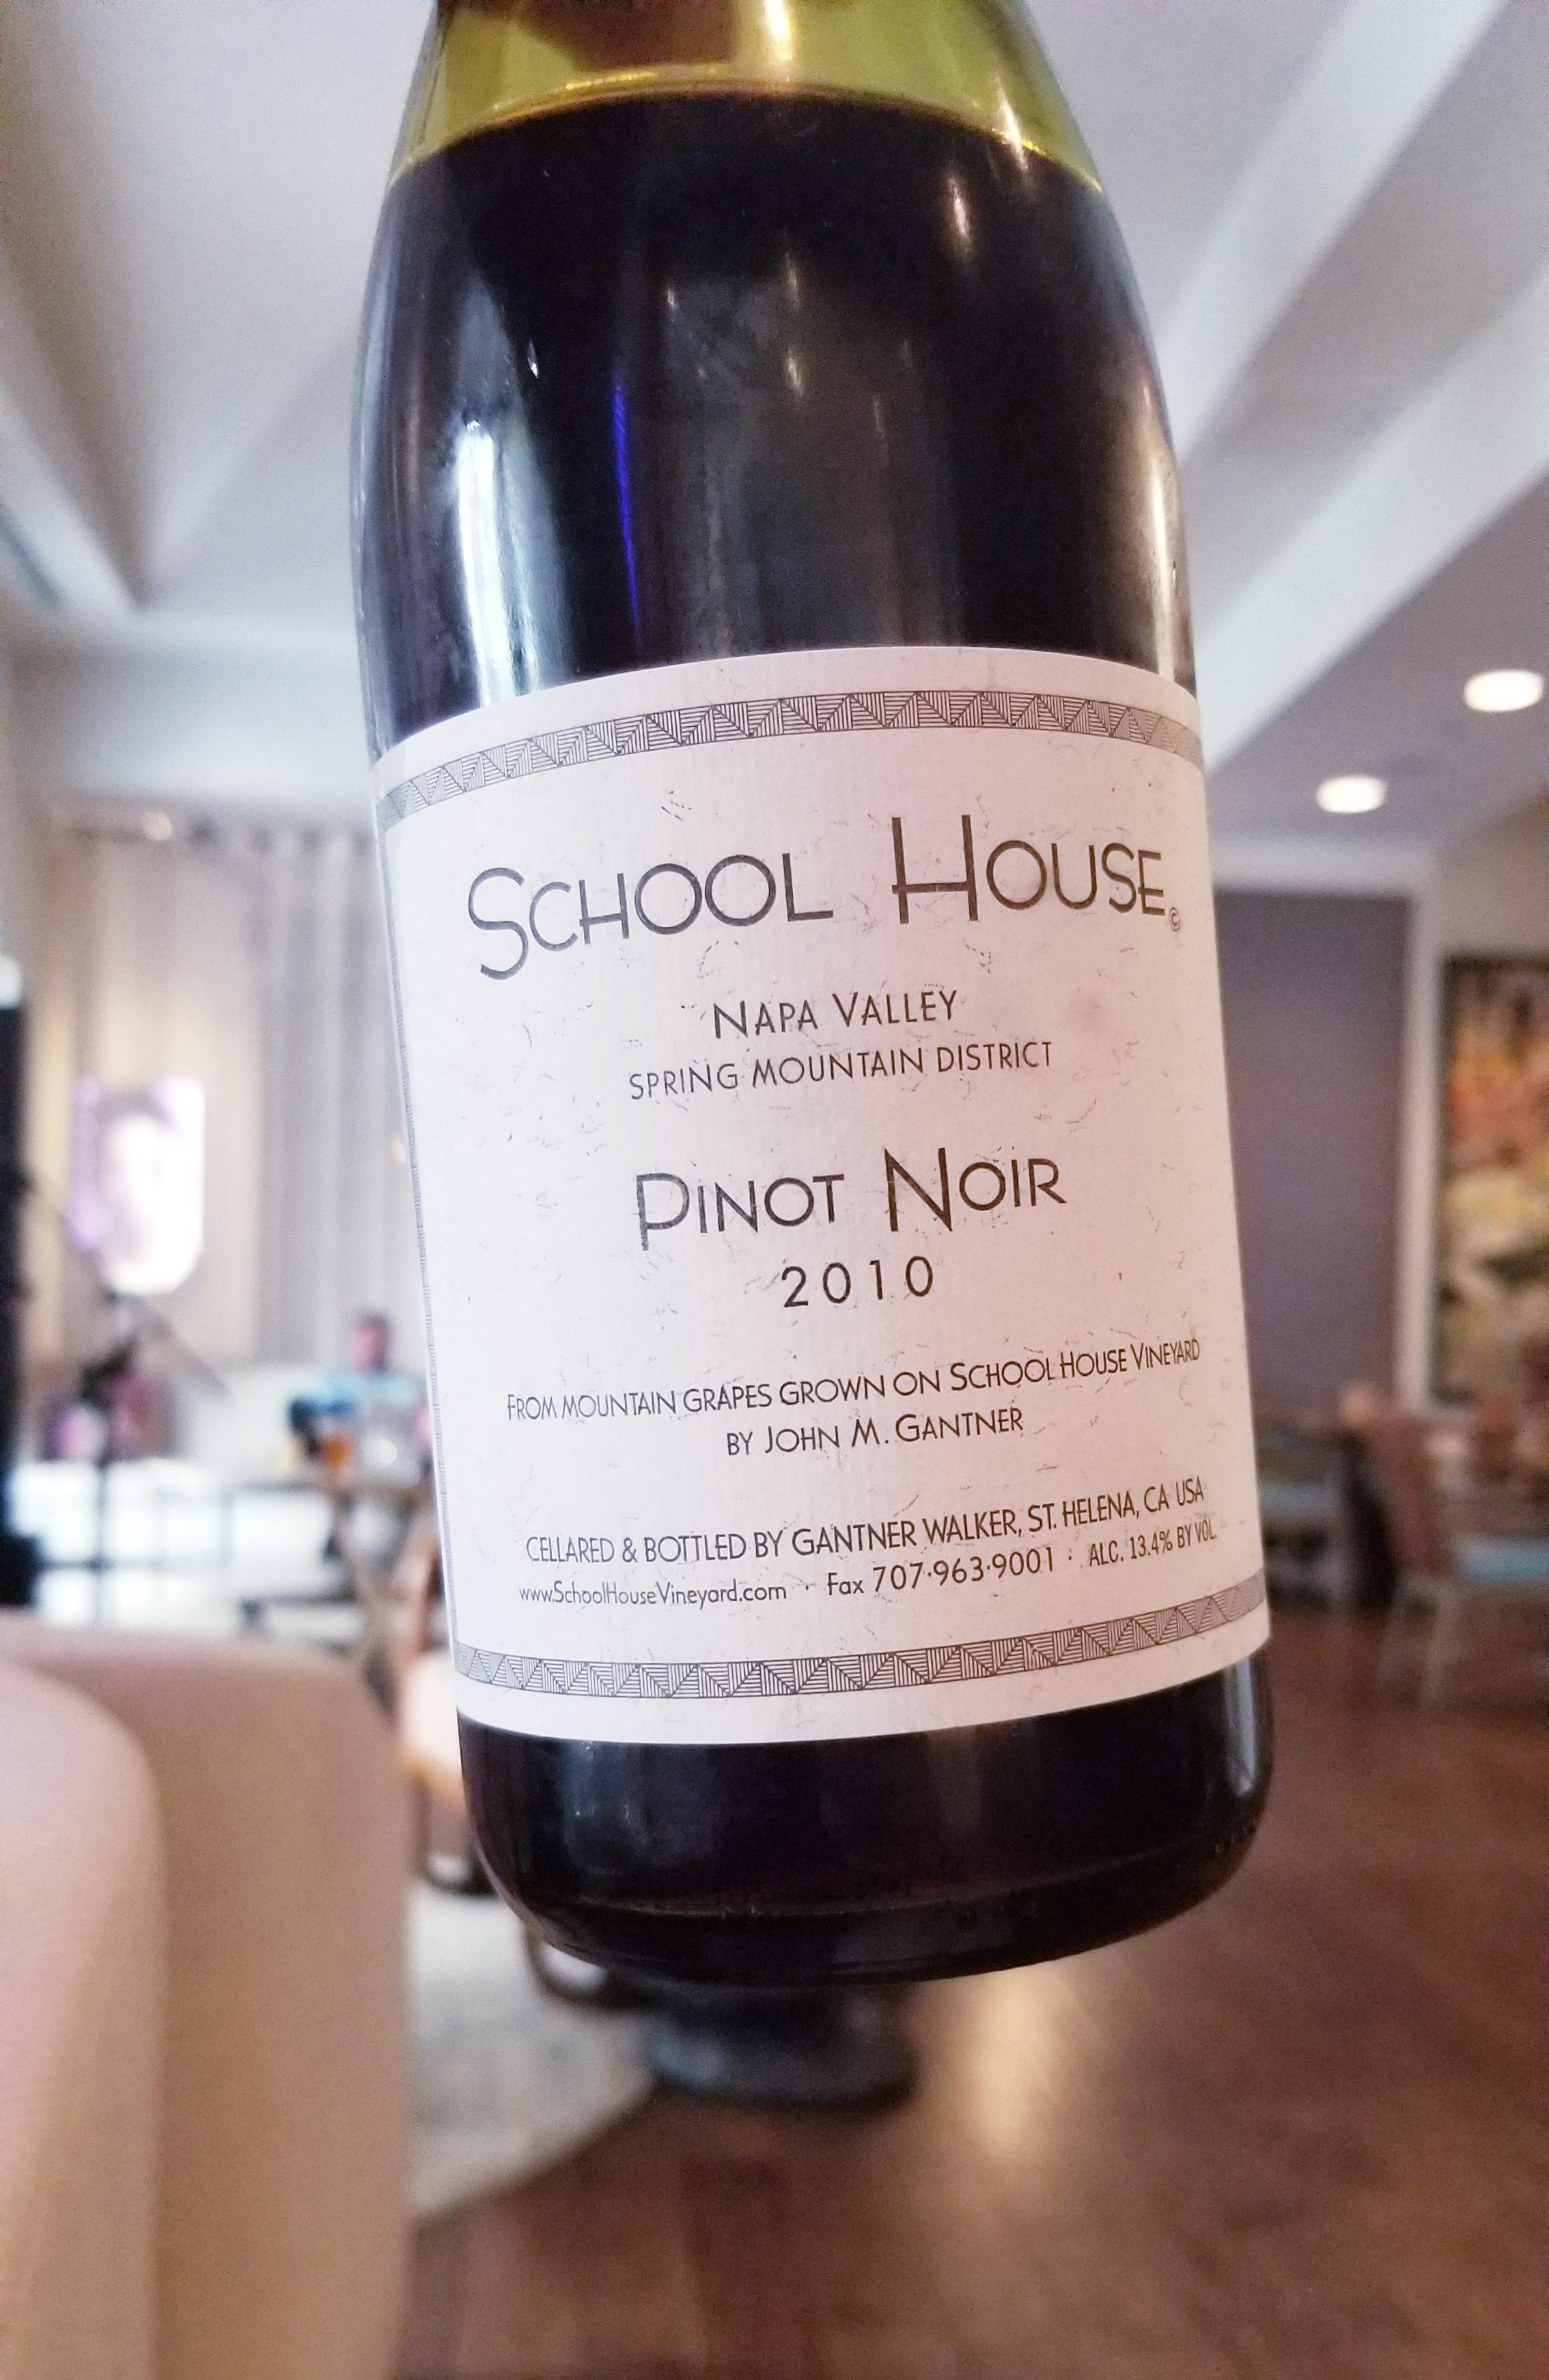 SCHOOL HOUSE©
NAPA VALLEY
SPRING MOUNTAIN DISTRICT
PINOT NOIR
2010
FROM MOUNTAIN GRAPES GROWN ON SCHOOL HOUSE VINEYARD
BY JOHN M. GANTNER
CELLARED & BOTTLED BY GANTNER WALKER, ST. HELENA, CA USA
www.SchoolHouseVineyard.com · Fax 707·963·9001 · ALC. 13.4% BY VOL.